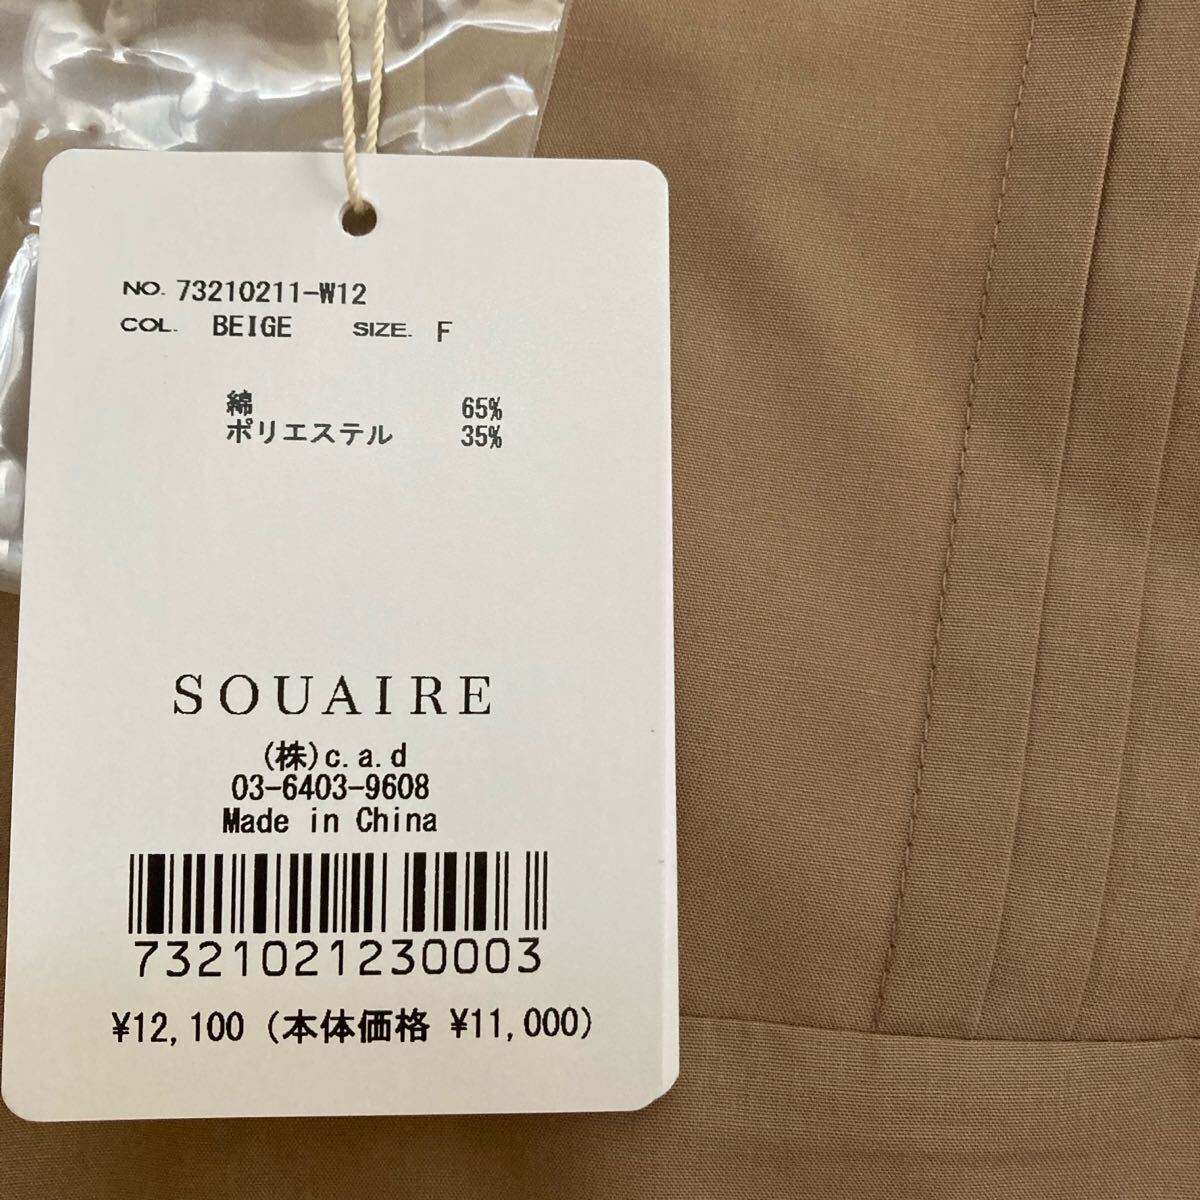 NO. 73210211-W12
COL. BEIGE SIZE. F
綿 65%
ポリエステル 35%
SOUAIRE
(株)c.a.d
03-6403-9608
Made in China
7321021230003
¥12,100 (本体価格 ¥11,000)